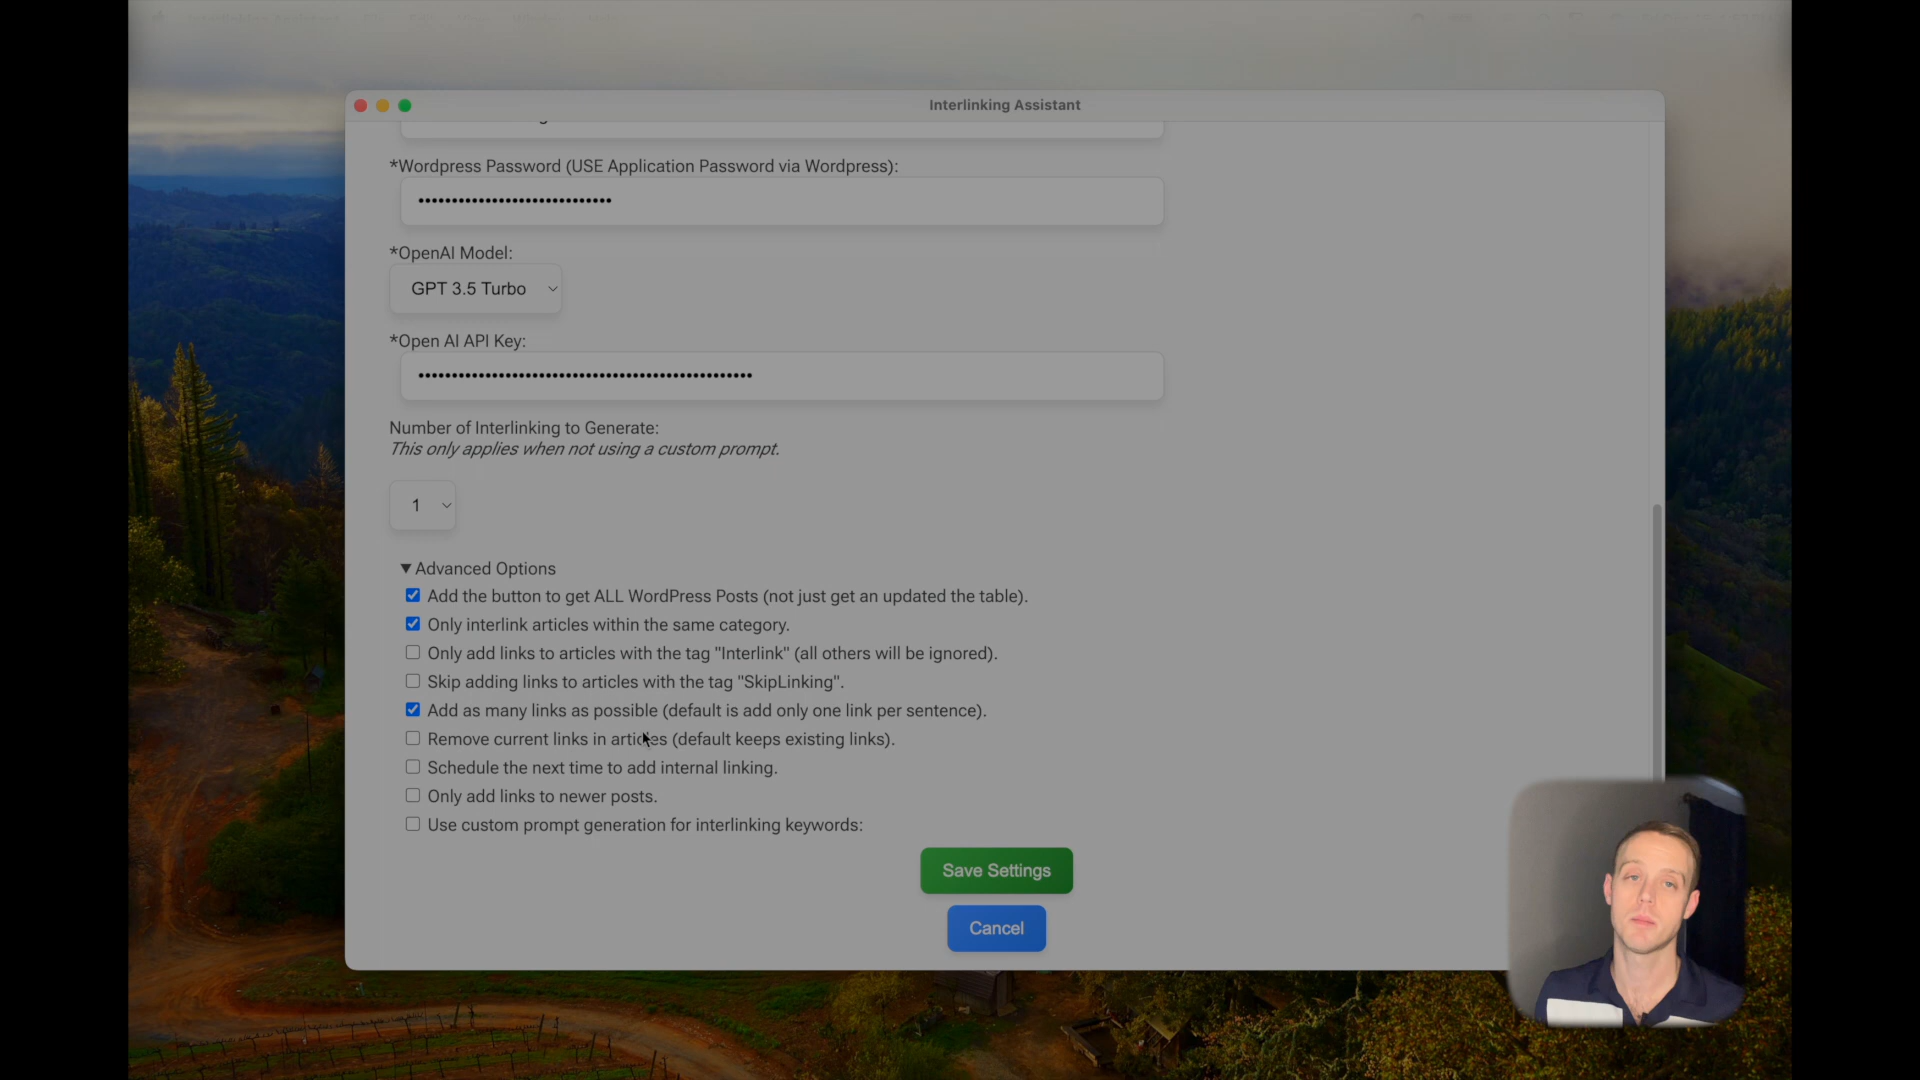 Interlinking Assistant
*Wordpress Password (USE Application Password via Wordpress):
••••••••••••••••••••••••••••••
*OpenAI Model:
GPT 3.5 Turbo
*Open AI API Key:
•••••••••••••••••••••••••••••••••••••••••••••••••••
Number of Interlinking to Generate:
This only applies when not using a custom prompt.
1
▼ Advanced Options
Add the button to get ALL WordPress Posts (not just get an updated the table).
Only interlink articles within the same category.
Only add links to articles with the tag "Interlink" (all others will be ignored).
Skip adding links to articles with the tag "SkipLinking".
Add as many links as possible (default is add only one link per sentence).
Remove current links in articles (default keeps existing links).
Schedule the next time to add internal linking.
Only add links to newer posts.
Use custom prompt generation for interlinking keywords:
Save Settings
Cancel